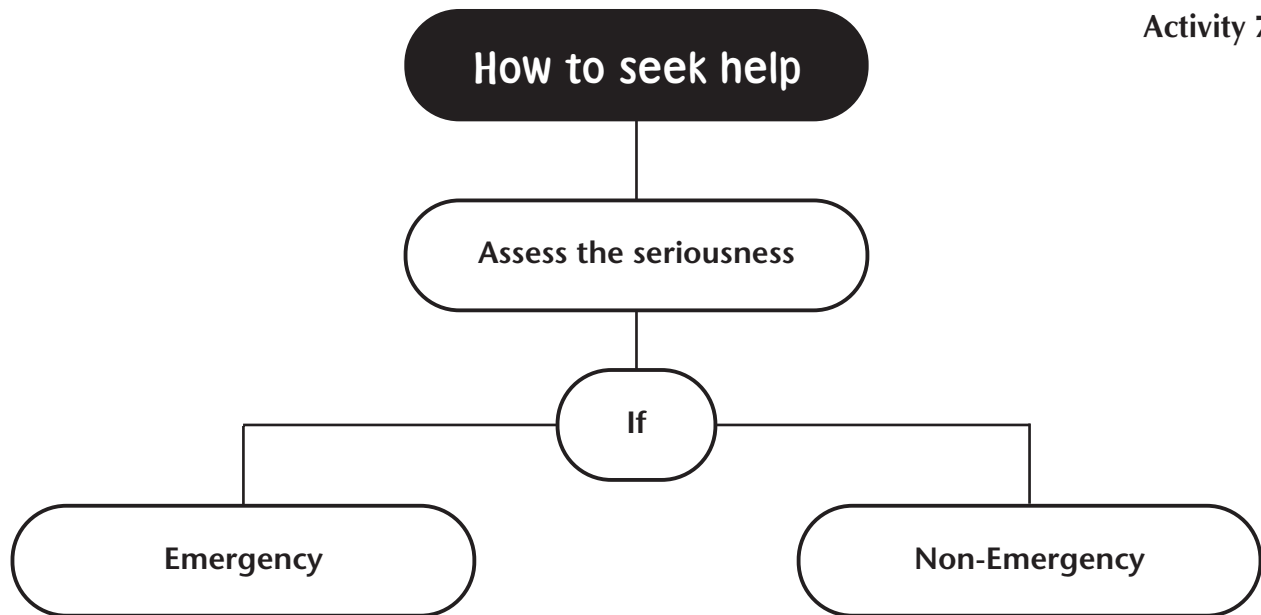 Activity 7
How to seek help
Assess the seriousness
If
Emergency
Non-Emergency